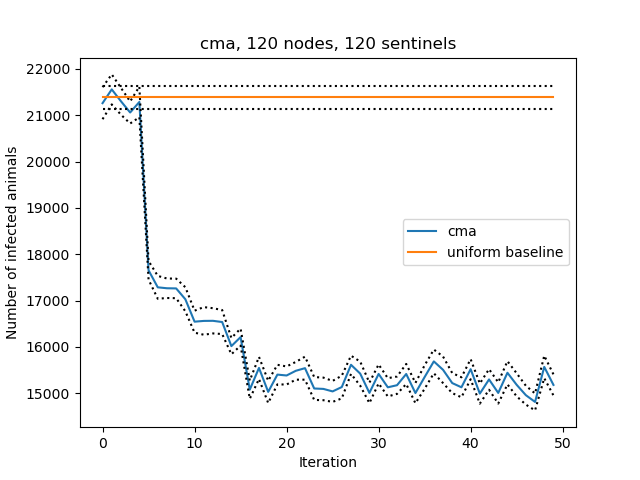 cma, 120 nodes, 120 sentinels
22000
21000
20000
19000
18000
17000
16000
15000
Number of infected animals
cma
uniform baseline
0 10 20 30 40 50
Iteration